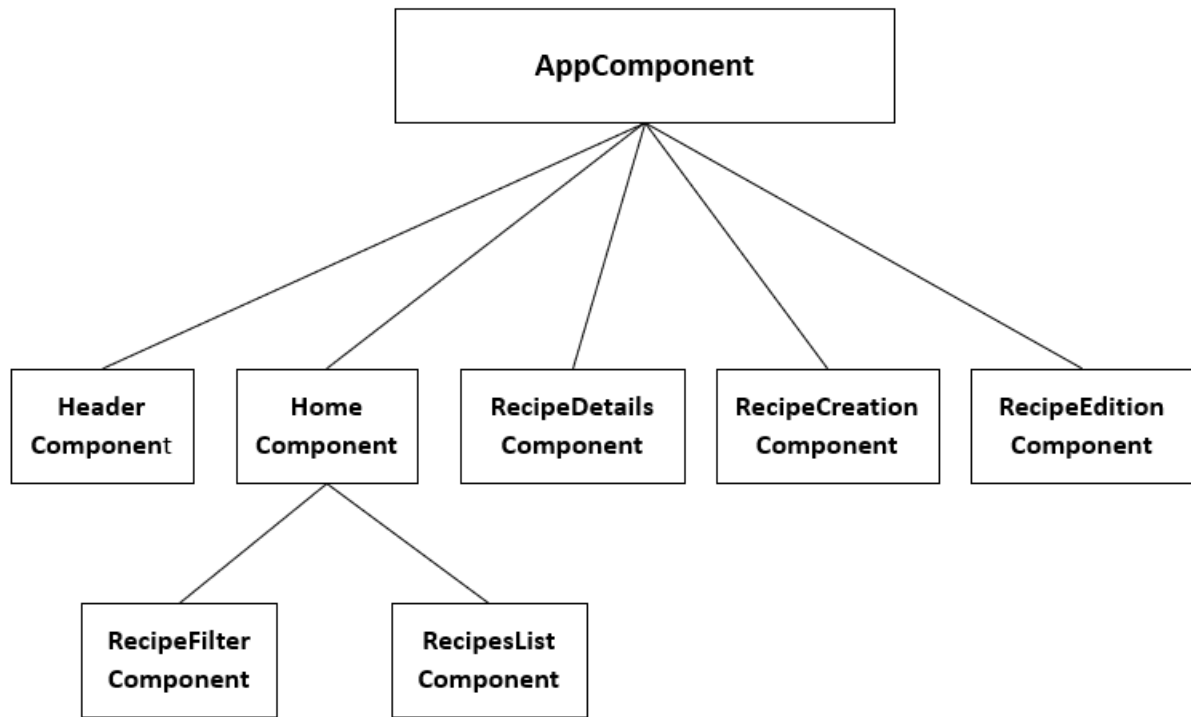 AppComponent
Header
Component
Home
Component
RecipeDetails
Component
RecipeCreation
Component
RecipeEdition
Component
RecipeFilter
Component
RecipesList
Component